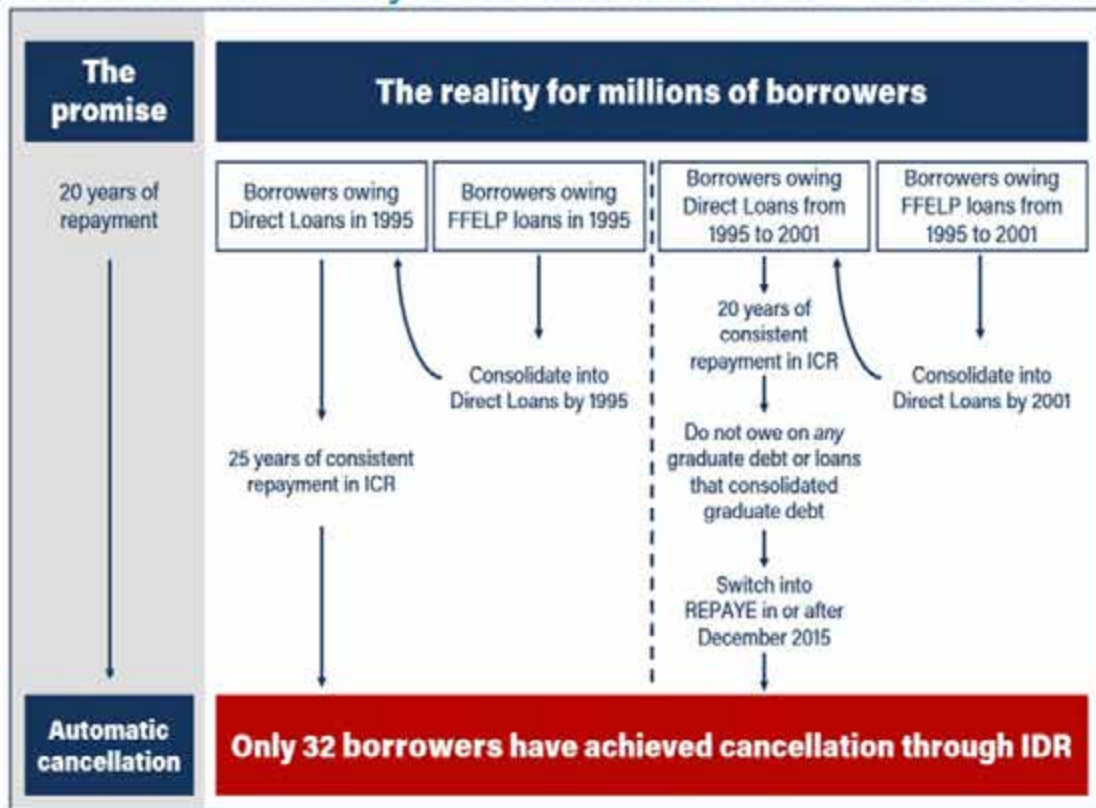 The
promise
The reality for millions of borrowers
20 years of
repayment
Borrowers owing
Direct Loans in 1995
Borrowers owing
FFELP loans in 1995
Borrowers owing
Direct Loans from
1995 to 2001
Borrowers owing
FFELP loans from
1995 to 2001
Consolidate into
Direct Loans by 1995
25 years of consistent
repayment in ICR
20 years of
consistent
repayment in ICR
Consolidate into
Direct Loans by 2001
Do not owe on any
graduate debt or loans
that consolidated
graduate debt
Switch into
REPAYE in or after
December 2015
Automatic
cancellation
Only 32 borrowers have achieved cancellation through IDR